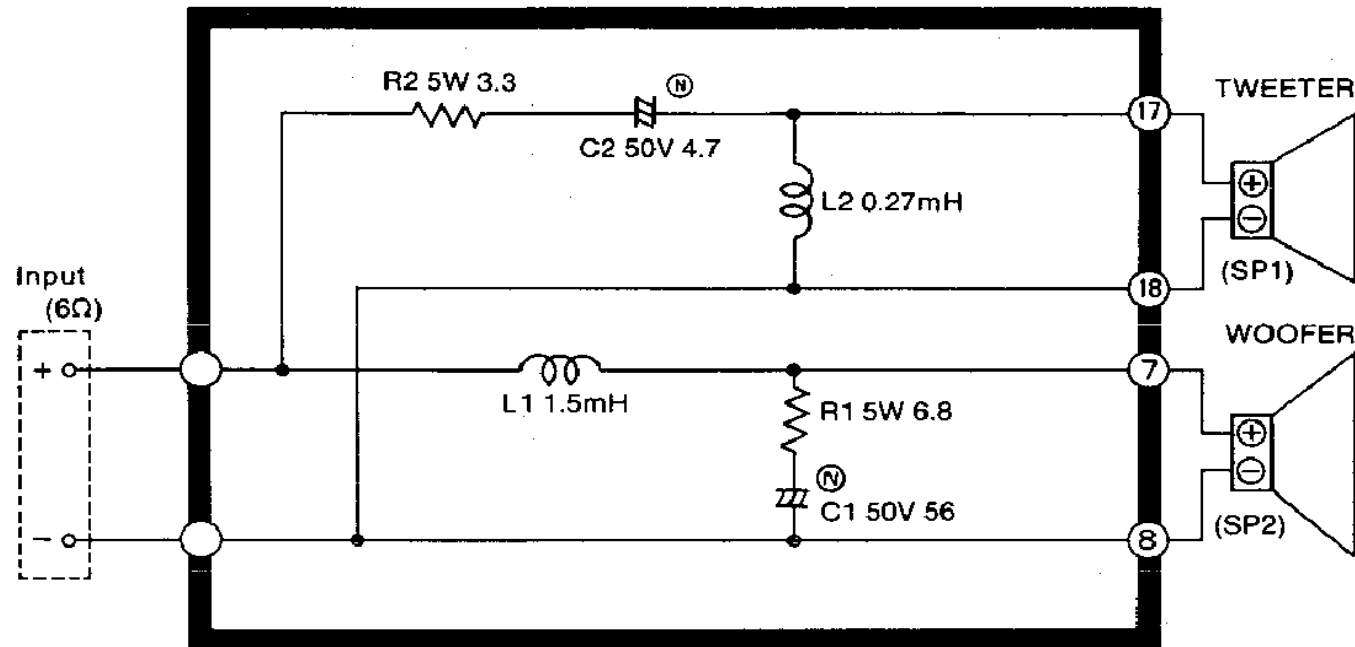 R2 5W 3.3
N
C2 50V 4.7
17
TWEETER
+
−
L2 0.27mH
(SP1)
18
Input
(6Ω)
WOOFER
+
L1 1.5mH
7
R1 5W 6.8
+
−
N
C1 50V 56
(SP2)
−
8